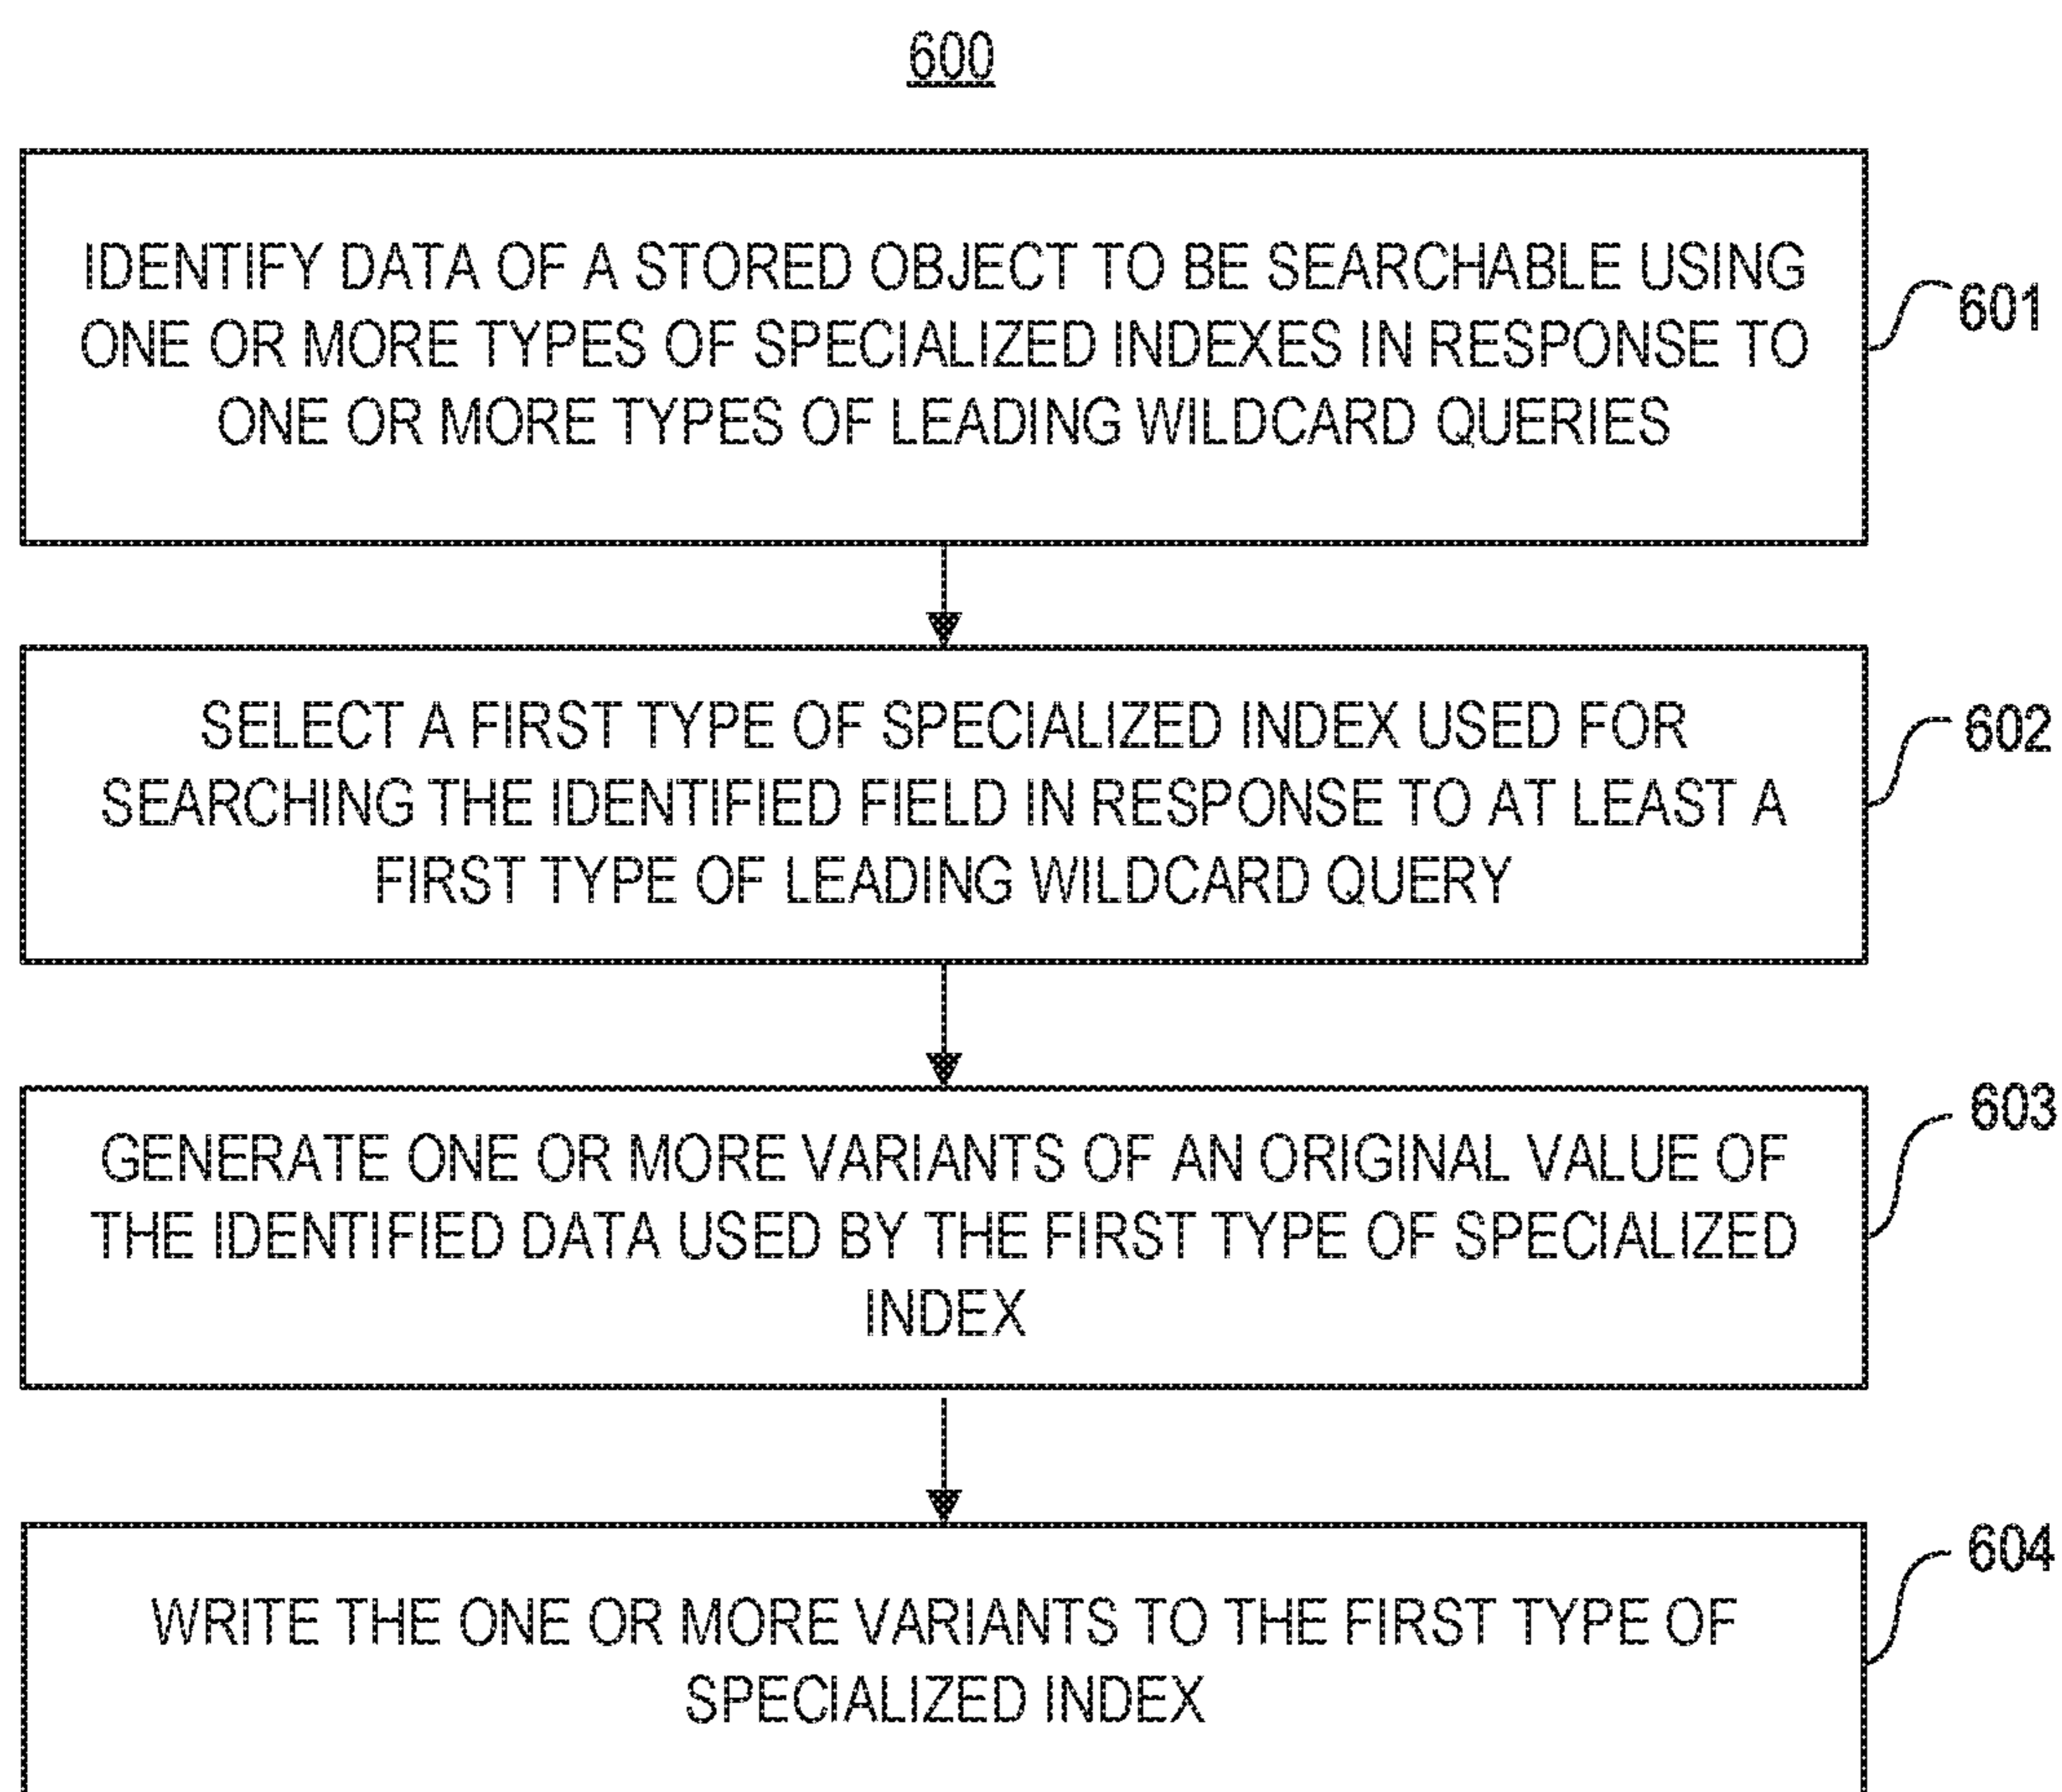 600
IDENTIFY DATA OF A STORED OBJECT TO BE SEARCHABLE USING
ONE OR MORE TYPES OF SPECIALIZED INDEXES IN RESPONSE TO
ONE OR MORE TYPES OF LEADING WILDCARD QUERIES
601
SELECT A FIRST TYPE OF SPECIALIZED INDEX USED FOR
SEARCHING THE IDENTIFIED FIELD IN RESPONSE TO AT LEAST A
FIRST TYPE OF LEADING WILDCARD QUERY
602
GENERATE ONE OR MORE VARIANTS OF AN ORIGINAL VALUE OF
THE IDENTIFIED DATA USED BY THE FIRST TYPE OF SPECIALIZED
INDEX
603
WRITE THE ONE OR MORE VARIANTS TO THE FIRST TYPE OF
SPECIALIZED INDEX
604